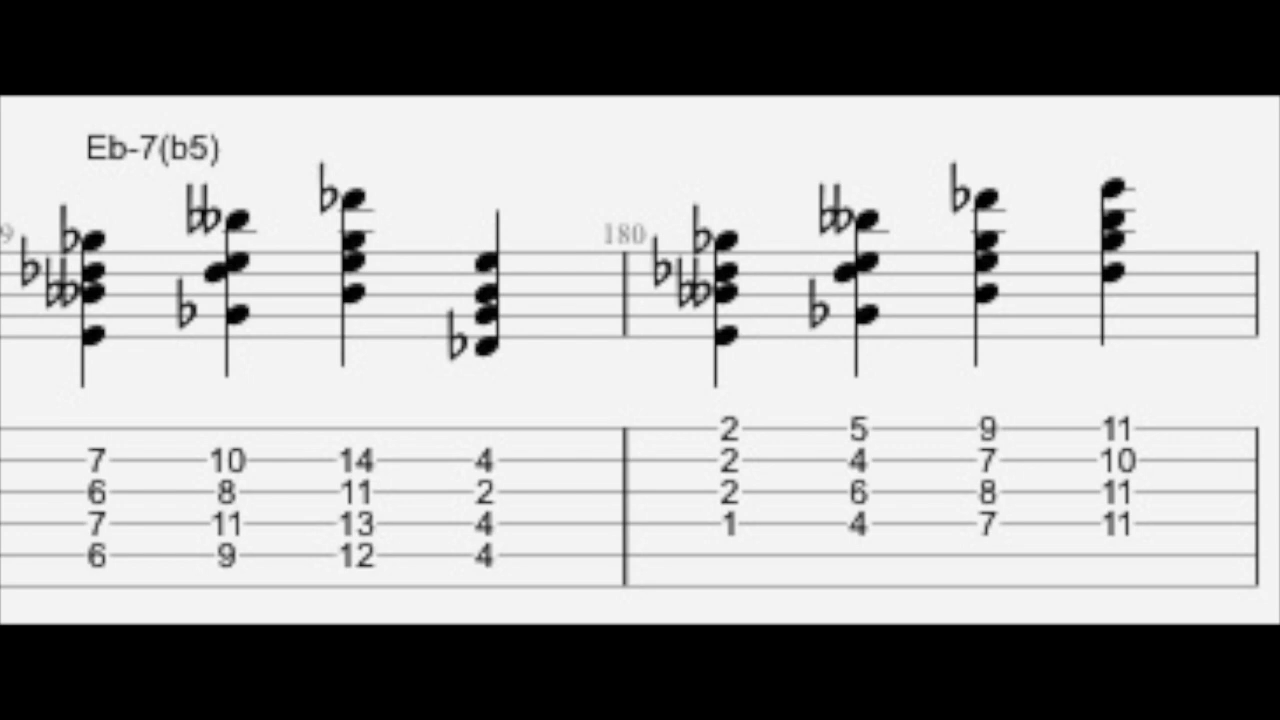 Eb-7(b5)
9 180
2 5 9 11
7 10 14 4 2 4 7 10
6 8 11 2 2 6 8 11
7 11 13 4 1 4 7 11
6 9 12 4